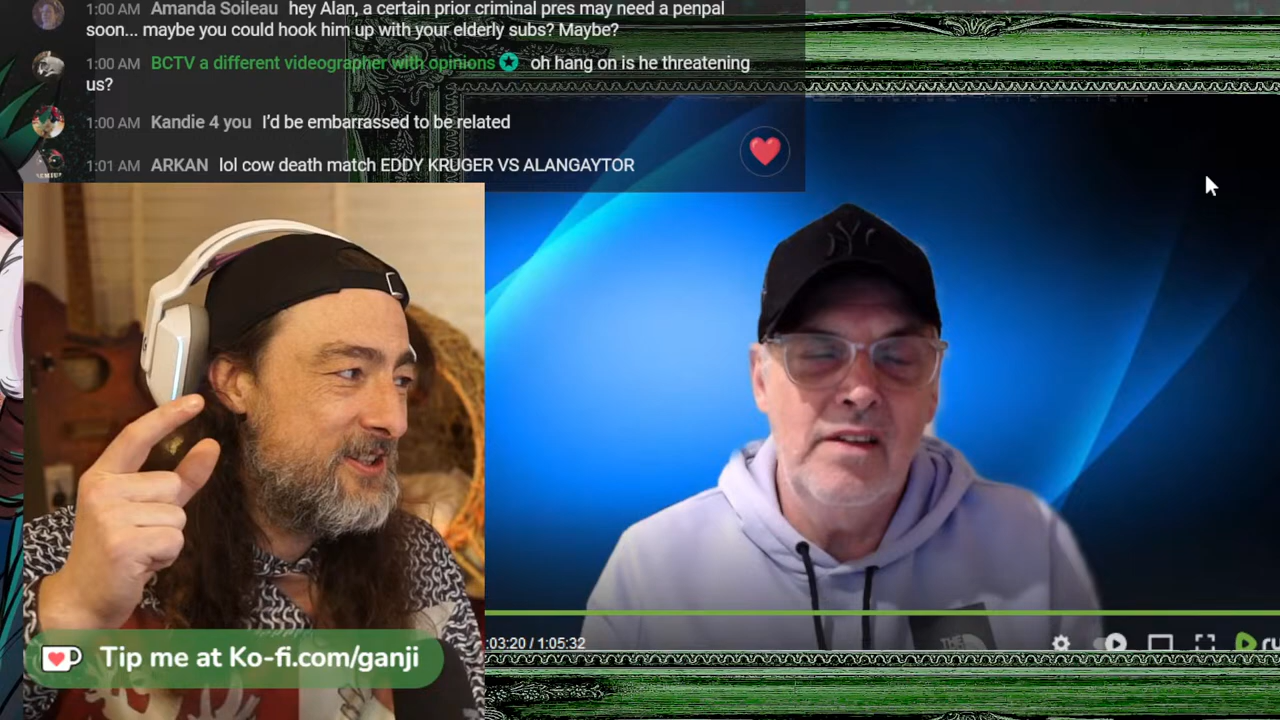 1:00 AM Amanda Soileau hey Alan, a certain prior criminal pres may need a penpal
soon... maybe you could hook him up with your elderly subs? Maybe?
1:00 AM BCTV a different videographer with opinions oh hang on is he threatening
us?
1:00 AM Kandie 4 you I'd be embarrassed to be related
1:01 AM ARKAN lol cow death match EDDY KRUGER VS ALANGAYTOR
NY
:03:20 / 1:05:32
THE
Tip me at Ko-fi.com/ganji